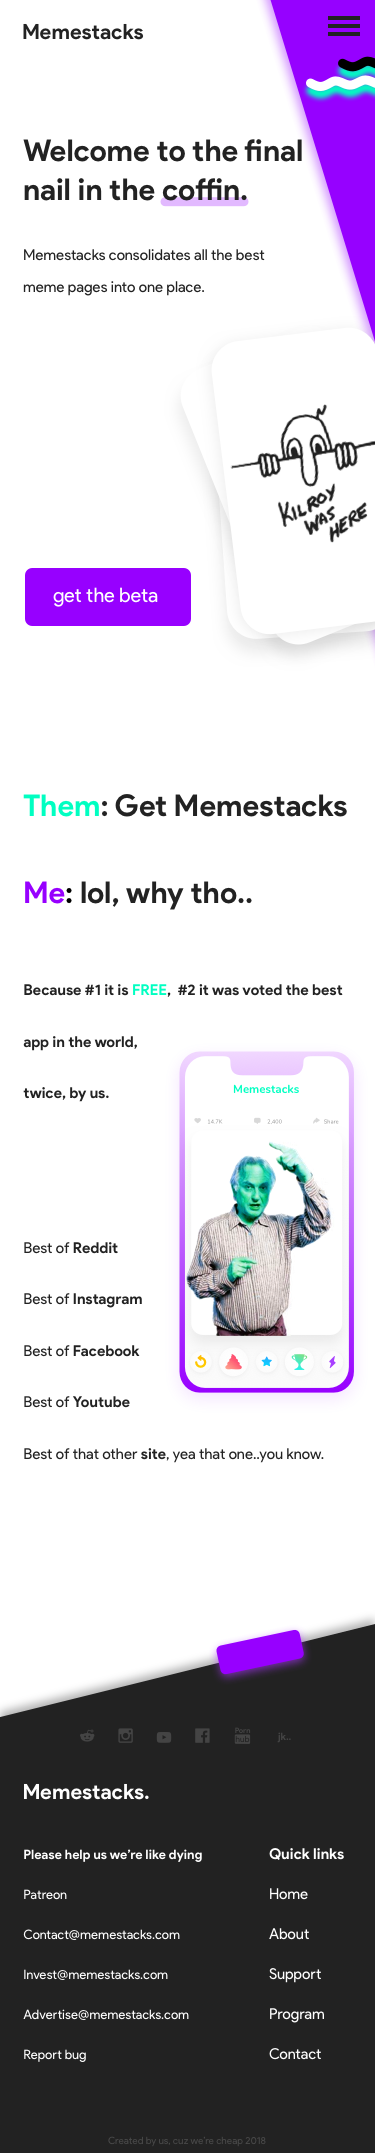 Memestacks
Welcome to the final
nail in the coffin.
Memestacks consolidates all the best
meme pages into one place.
KILROY
WAS
HERE
get the beta
Them: Get Memestacks
Me: lol, why tho..
Because #1 it is FREE, #2 it was voted the best
app in the world,
twice, by us.
Memestacks
14.7K 2,400 Share
Best of Reddit
Best of Instagram
Best of Facebook
Best of Youtube
Best of that other site, yea that one..you know.
Porn
hub
jk..
Memestacks.
Please help us we're like dying
Patreon
Contact@memestacks.com
Invest@memestacks.com
Advertise@memestacks.com
Report bug
Quick links
Home
About
Support
Program
Contact
Created by us, cuz we're cheap 2018